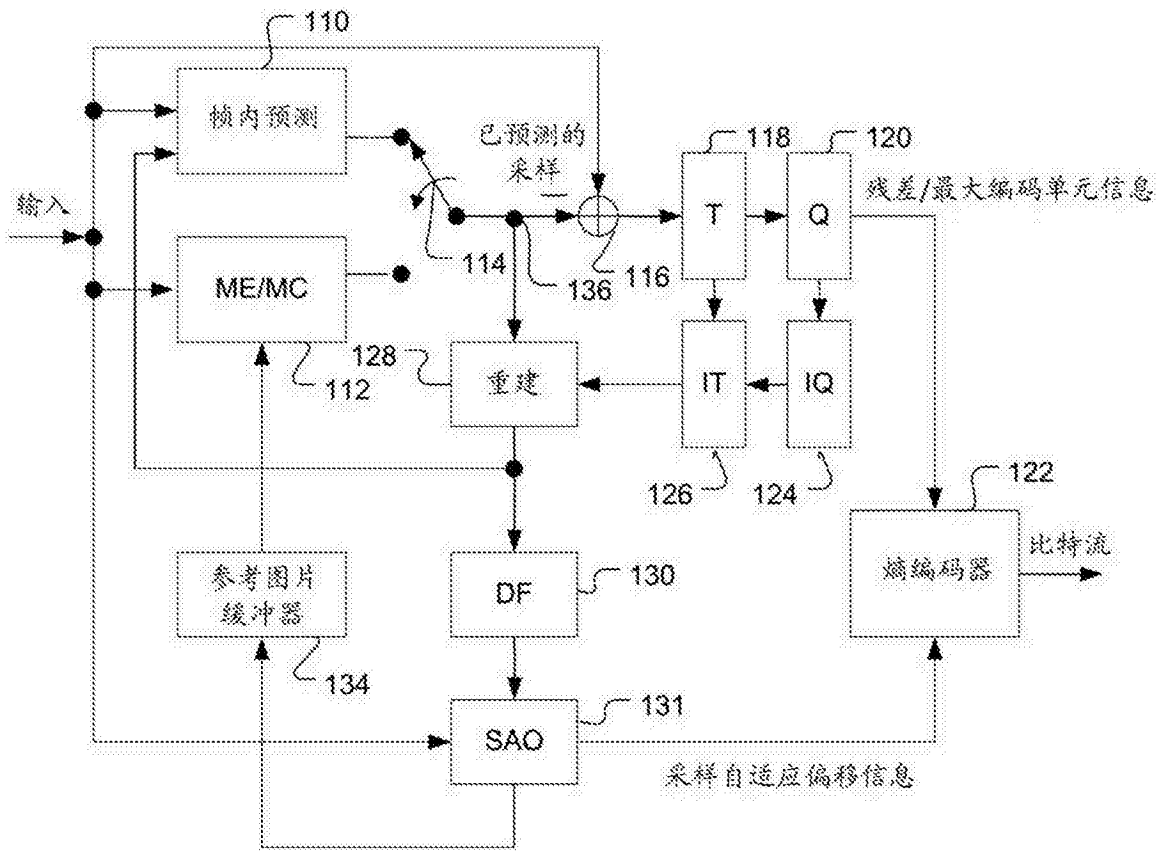 110
帧内预测
已预测的
采样
118
120
残差/最大编码单元信息
输入
T
Q
114
136
116
ME/MC
112
128
重建
IT
IQ
126
124
122
熵编码器
比特流
参考图片
缓冲器
134
DF
130
131
SAO
采样自适应偏移信息